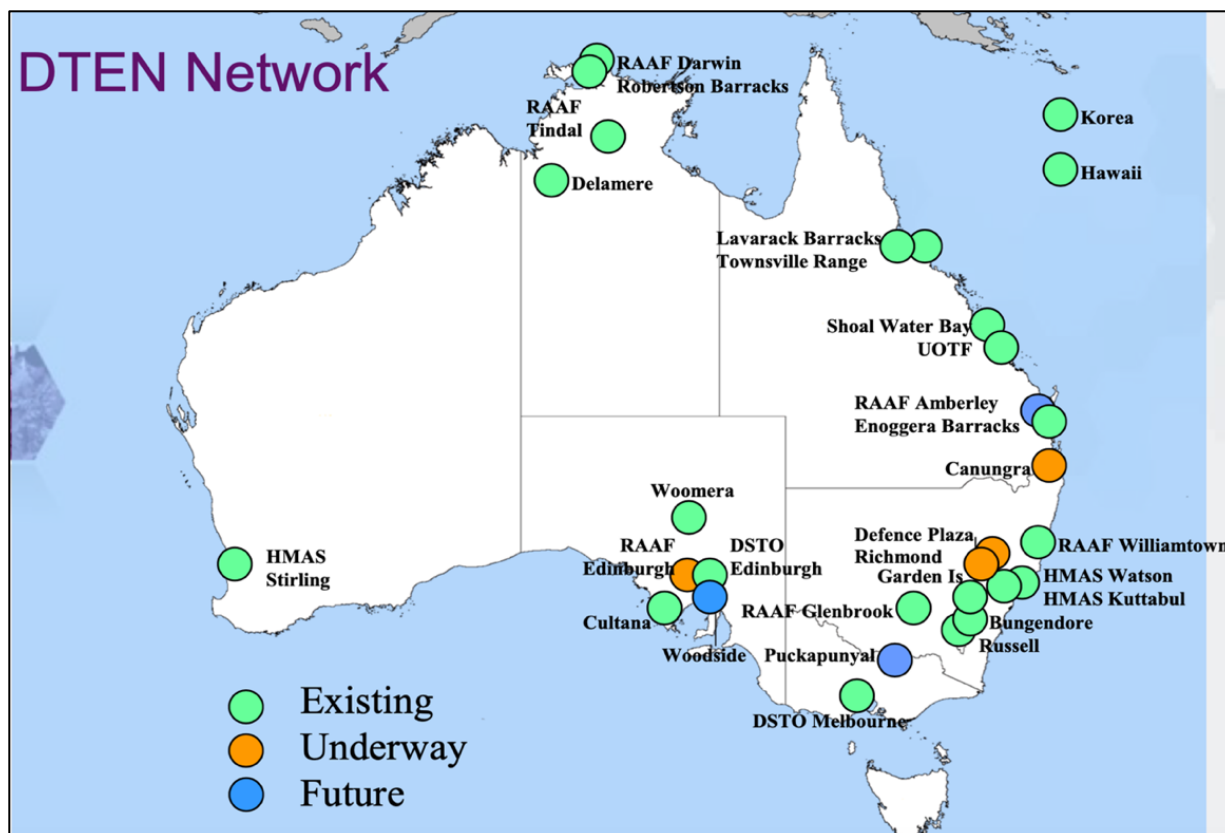 DTEN Network
RAAF Darwin
Robertson Barracks
RAAF
Tindal
Delamere
Korea
Hawaii
Lavarack Barracks
Townsville Range
Shoal Water Bay
UOTF
RAAF Amberley
Enoggera Barracks
Canungra
Woomera
RAAF
Edinburgh
DSTO
Edinburgh
Cultana
Woodside
HMAS
Stirling
Defence Plaza
Richmond
Garden Is
RAAF Williamtown
HMAS Watson
HMAS Kuttabul
RAAF Glenbrook
Bungendore
Russell
Puckapunyal
DSTO Melbourne
Existing
Underway
Future